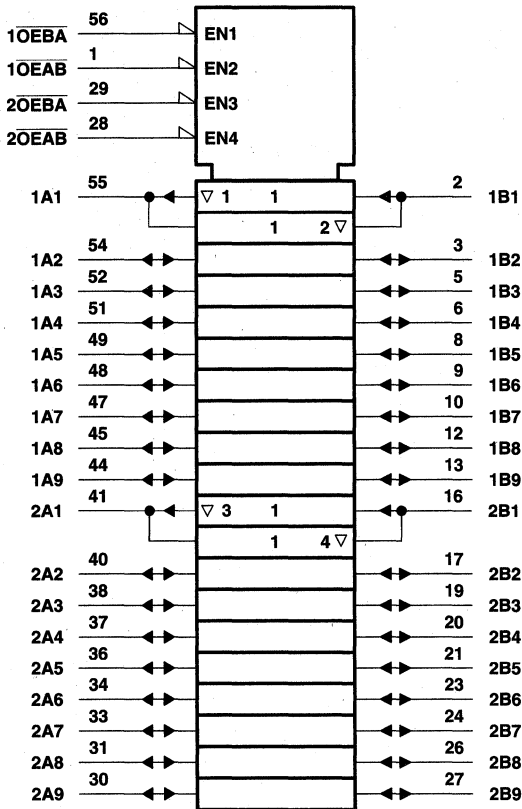 1OEBA 56 EN1
1OEAB 1 EN2
2OEBA 29 EN3
2OEAB 28 EN4
1A1 55 ▽ 1 1 2 1B1
1 2 ▽
1A2 54 3 1B2
1A3 52 5 1B3
1A4 51 6 1B4
1A5 49 8 1B5
1A6 48 9 1B6
1A7 47 10 1B7
1A8 45 12 1B8
1A9 44 13 1B9
2A1 41 ▽ 3 1 16 2B1
1 4 ▽
2A2 40 17 2B2
2A3 38 19 2B3
2A4 37 20 2B4
2A5 36 21 2B5
2A6 34 23 2B6
2A7 33 24 2B7
2A8 31 26 2B8
2A9 30 27 2B9